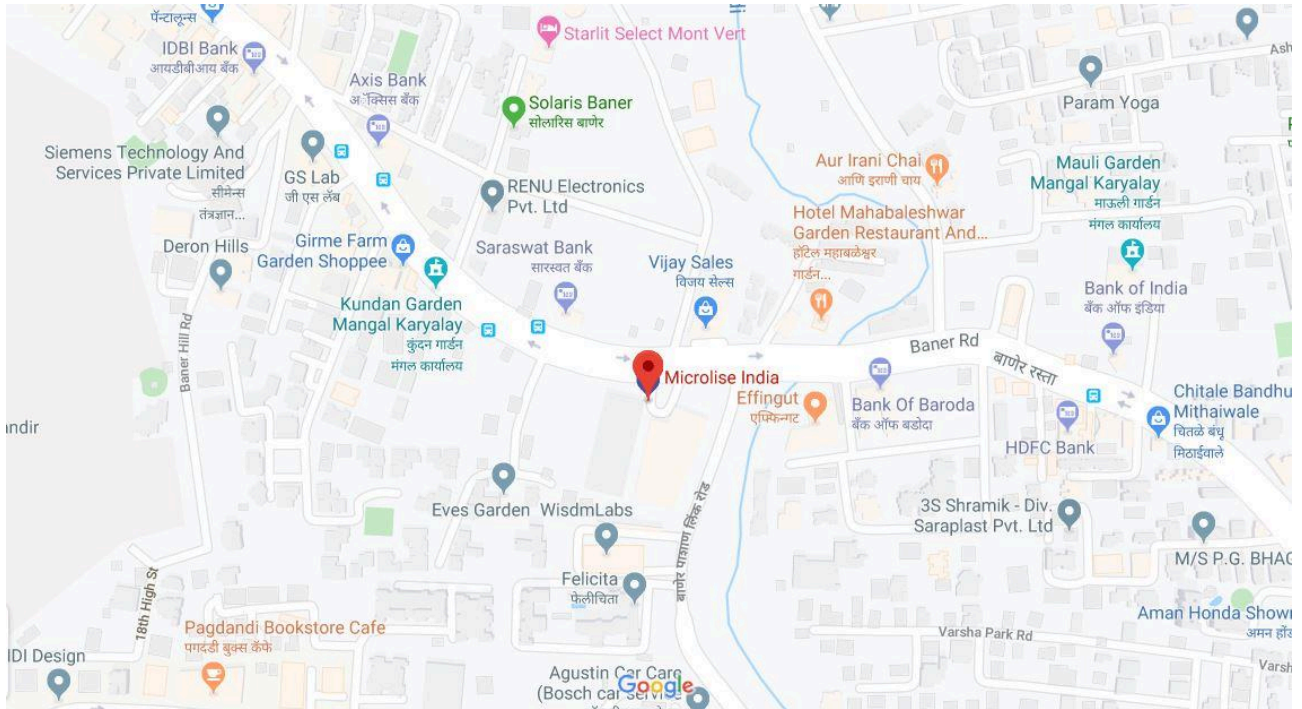 पॅन्टालून्स
IDBI Bank
आयडीबीआय बँक
Axis Bank
अॅक्सिस बँक
Starlit Select Mont Vert
Solaris Baner
सोलारिस बाणेर
Siemens Technology And
Services Private Limited
सीमेन्स
तंत्रज्ञान...
GS Lab
जी एस लॅब
RENU Electronics
Pvt. Ltd
Param Yoga
Ash
Aur Irani Chai
आणि इराणी चाय
Mauli Garden
Mangal Karyalay
माऊली गार्डन
मंगल कार्यालय
Hotel Mahabaleshwar
Garden Restaurant And...
हॉटेल महाबळेश्वर
गार्डन...
Deron Hills
Girme Farm
Garden Shoppee
Saraswat Bank
सारस्वत बँक
Vijay Sales
विजय सेल्स
Kundan Garden
Mangal Karyalay
कुंदन गार्डन
मंगल कार्यालय
Bank of India
बँक ऑफ इंडिया
Baner Hill Rd
Baner Rd
बाणेर रस्ता
Microlise India
Effingut
एफ्फिन्गट
Bank Of Baroda
बँक ऑफ बडोदा
HDFC Bank
Chitale Bandhu
Mithaiwale
चितळे बंधू
मिठाईवाले
ndir
Eves Garden
WisdmLabs
बाणेर पाशाण लिंक रोड
3S Shramik - Div.
Saraplast Pvt. Ltd
M/S P.G. BHAG
Felicita
फेलीचिता
18th High St
Pagdandi Bookstore Cafe
पगदंडी बुक्स कॅफे
Varsha Park Rd
Aman Honda Showr
अमन हों
IDI Design
Varsh
Agustin Car Care
(Bosch car service
Google